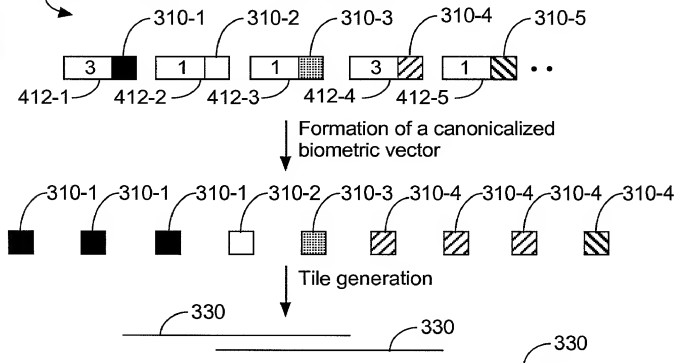 310-1 310-2 310-3 310-4 310-5
3 1 1 3 1
412-1 412-2 412-3 412-4 412-5
Formation of a canonicalized
biometric vector
310-1 310-1 310-1 310-2 310-3 310-4 310-4 310-4 310-4
Tile generation
330
330
330